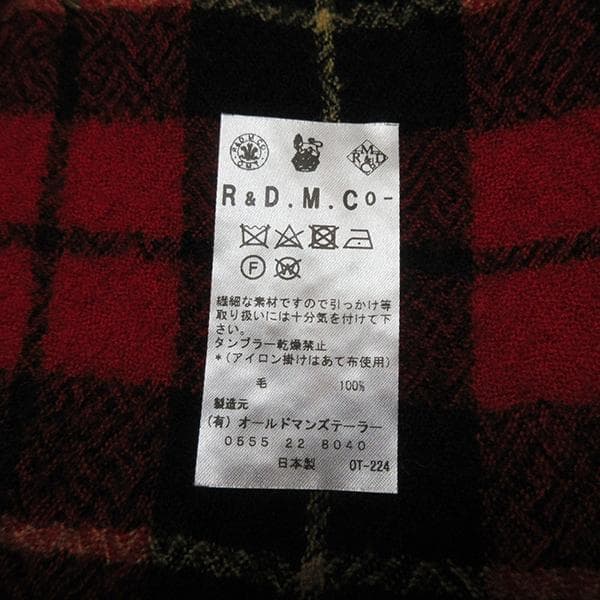 R&D.M.CO
O.M.T
R M D &
R&D.M.Co-
F W
繊細な素材ですので引っかけ等
取り扱いには十分気を付けて下
さい。
タンブラー乾燥禁止
*(アイロン掛けはあて布使用)
毛 100%
製造元
(有)オールドマンズテーラー
0555 22 8040
日本製 OT-224